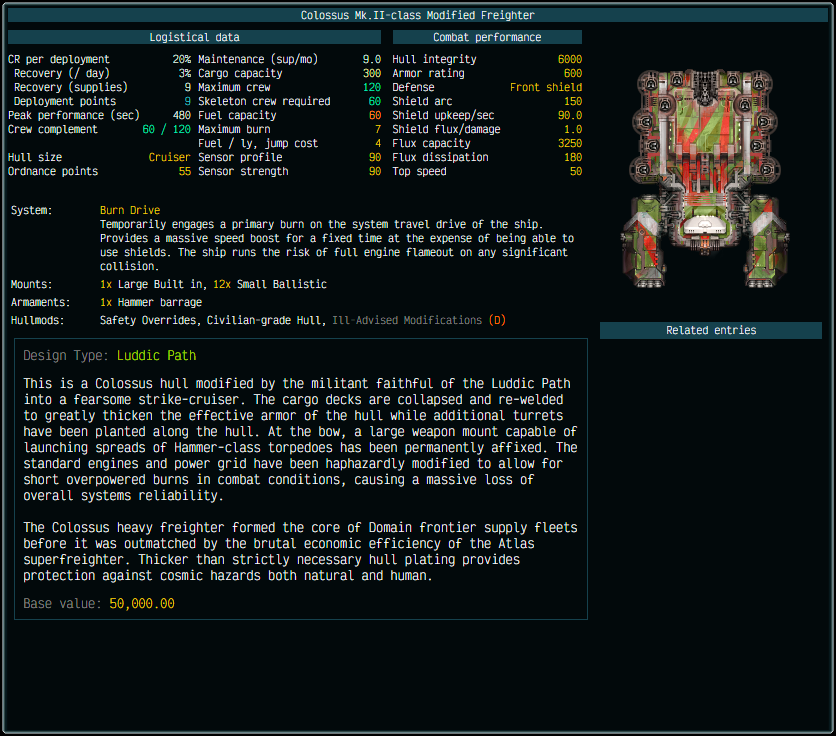 Colossus Mk.II-class Modified Freighter
Logistical data
CR per deployment 20%
Recovery (/ day) 3%
Recovery (supplies) 9
Deployment points 9
Peak performance (sec) 480
Crew complement 60 / 120
Hull size Cruiser
Ordnance points 55
Maintenance (sup/mo) 9.0
Cargo capacity 300
Maximum crew 120
Skeleton crew required 60
Fuel capacity 60
Maximum burn 7
Fuel / ly, jump cost 4
Sensor profile 90
Sensor strength 90
Combat performance
Hull integrity 6000
Armor rating 600
Defense Front shield
Shield arc 150
Shield upkeep/sec 90.0
Shield flux/damage 1.0
Flux capacity 3250
Flux dissipation 180
Top speed 50
System: Burn Drive
Temporarily engages a primary burn on the system travel drive of the ship.
Provides a massive speed boost for a fixed time at the expense of being able to
use shields. The ship runs the risk of full engine flameout on any significant
collision.
Mounts: 1x Large Built in, 12x Small Ballistic
Armaments: 1x Hammer barrage
Hullmods: Safety Overrides, Civilian-grade Hull, Ill-Advised Modifications (D)
Related entries
Design Type: Luddic Path
This is a Colossus hull modified by the militant faithful of the Luddic Path
into a fearsome strike-cruiser. The cargo decks are collapsed and re-welded
to greatly thicken the effective armor of the hull while additional turrets
have been planted along the hull. At the bow, a large weapon mount capable of
launching spreads of Hammer-class torpedoes has been permanently affixed. The
standard engines and power grid have been haphazardly modified to allow for
short overpowered burns in combat conditions, causing a massive loss of
overall systems reliability.
The Colossus heavy freighter formed the core of Domain frontier supply fleets
before it was outmatched by the brutal economic efficiency of the Atlas
superfreighter. Thicker than strictly necessary hull plating provides
protection against cosmic hazards both natural and human.
Base value: 50,000.00